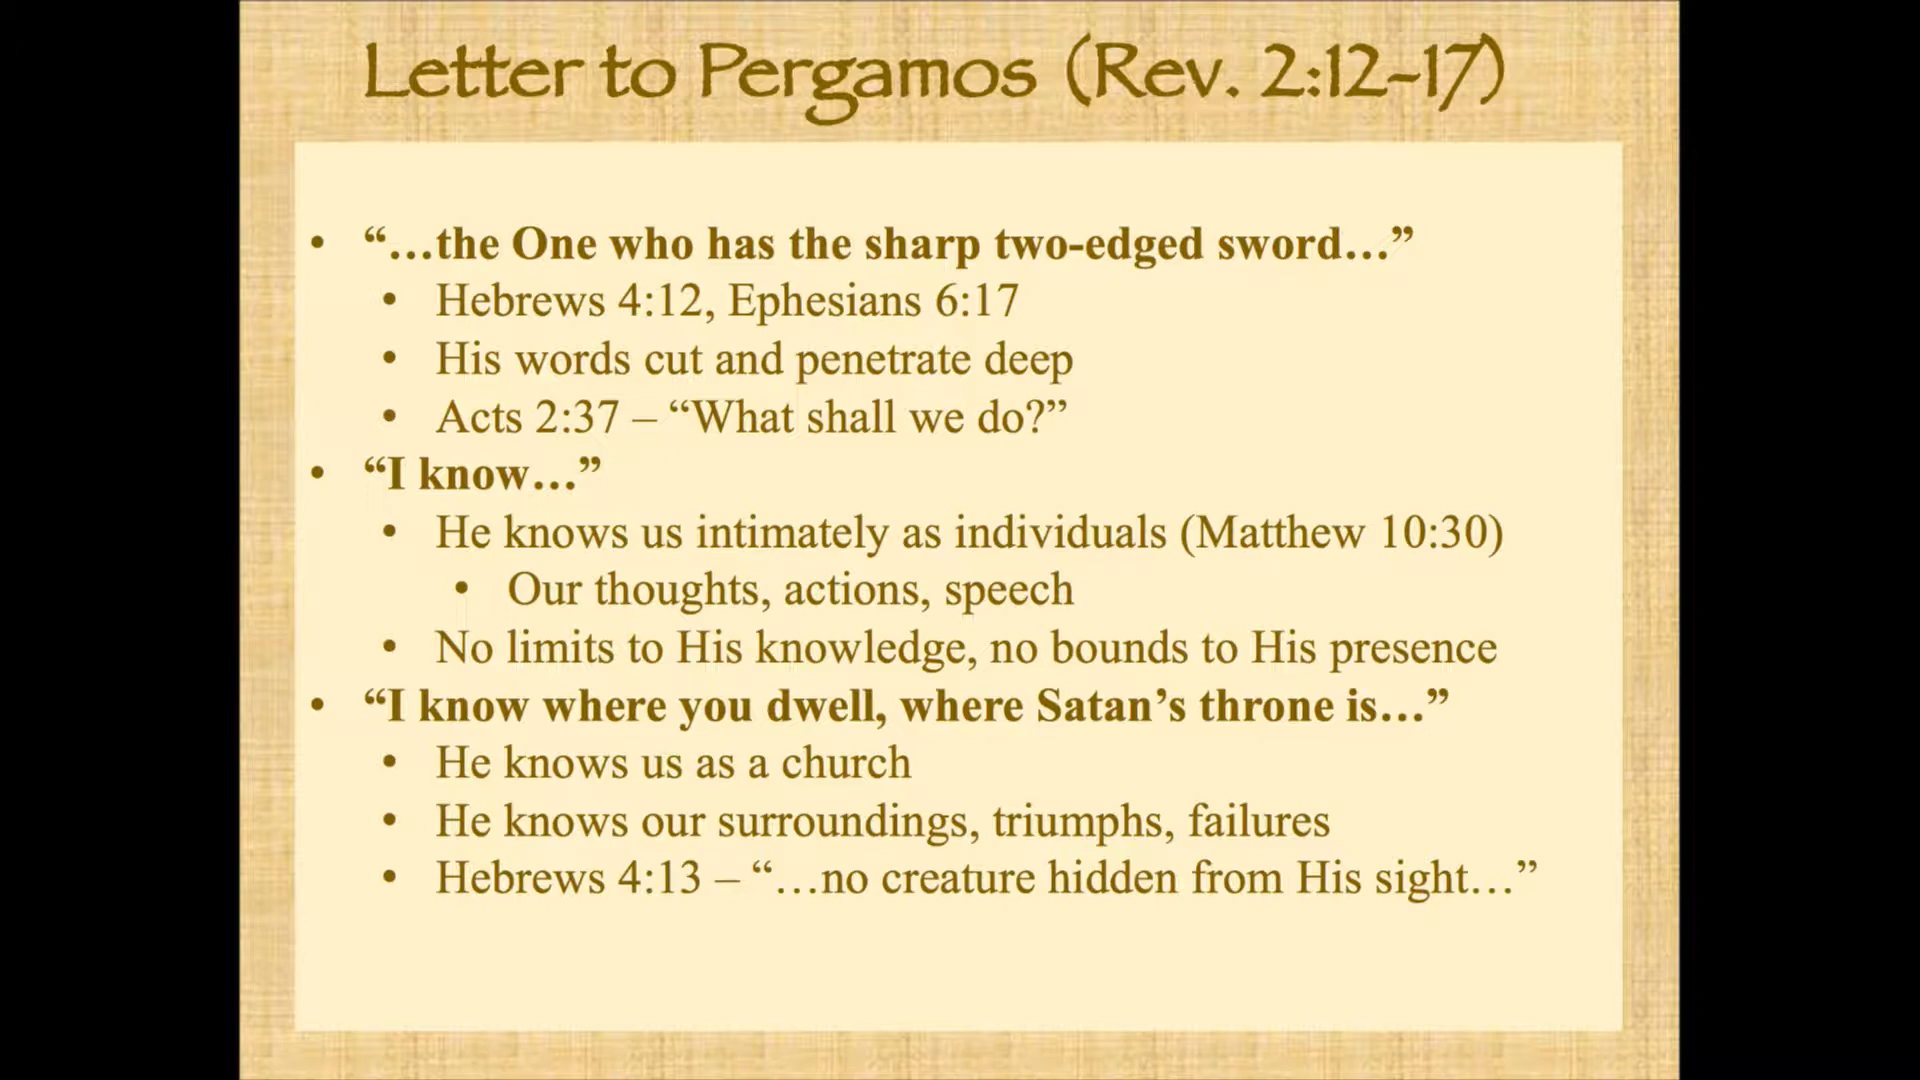 Letter to Pergamos (Rev. 2:12-17)
• “…the One who has the sharp two-edged sword…”
• Hebrews 4:12, Ephesians 6:17
• His words cut and penetrate deep
• Acts 2:37 – “What shall we do?”
• “I know…”
• He knows us intimately as individuals (Matthew 10:30)
• Our thoughts, actions, speech
• No limits to His knowledge, no bounds to His presence
• “I know where you dwell, where Satan’s throne is…”
• He knows us as a church
• He knows our surroundings, triumphs, failures
• Hebrews 4:13 – “…no creature hidden from His sight…”